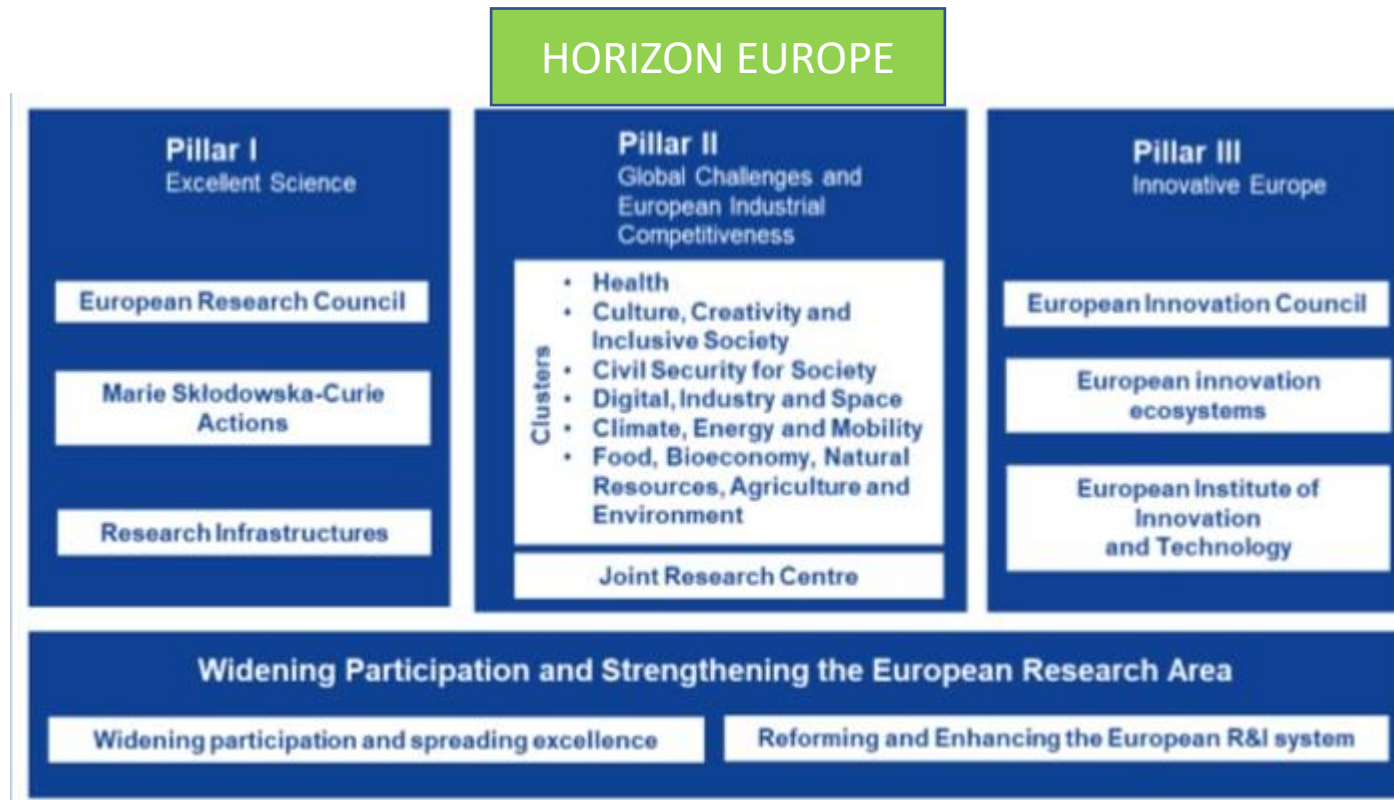 HORIZON EUROPE
Pillar I
Excellent Science
European Research Council
Marie Skłodowska-Curie
Actions
Research Infrastructures
Pillar II
Global Challenges and
European Industrial
Competitiveness
Clusters
• Health
• Culture, Creativity and
Inclusive Society
• Civil Security for Society
• Digital, Industry and Space
• Climate, Energy and Mobility
• Food, Bioeconomy, Natural
Resources, Agriculture and
Environment
Joint Research Centre
Pillar III
Innovative Europe
European Innovation Council
European innovation
ecosystems
European Institute of
Innovation
and Technology
Widening Participation and Strengthening the European Research Area
Widening participation and spreading excellence
Reforming and Enhancing the European R&I system